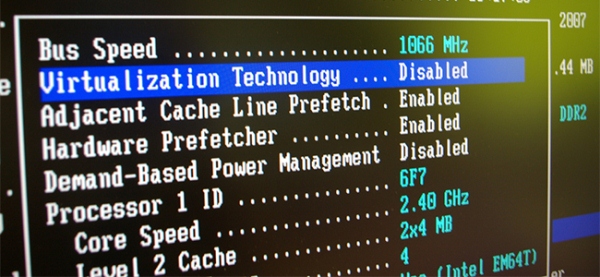 2007
Bus Speed .................... 1066 MHz
Virtualization Technology .... Disabled
.44 MB
Adjacent Cache Line Prefetch . Enabled
Hardware Prefetcher .......... Enabled
DDR2
Demand-Based Power Management Disabled
Processor 1 ID ............... 6F7
Core Speed ................. 2.40 GHz
Level 2 Cache .............. 2x4 MB
4
(Intel EM64T)